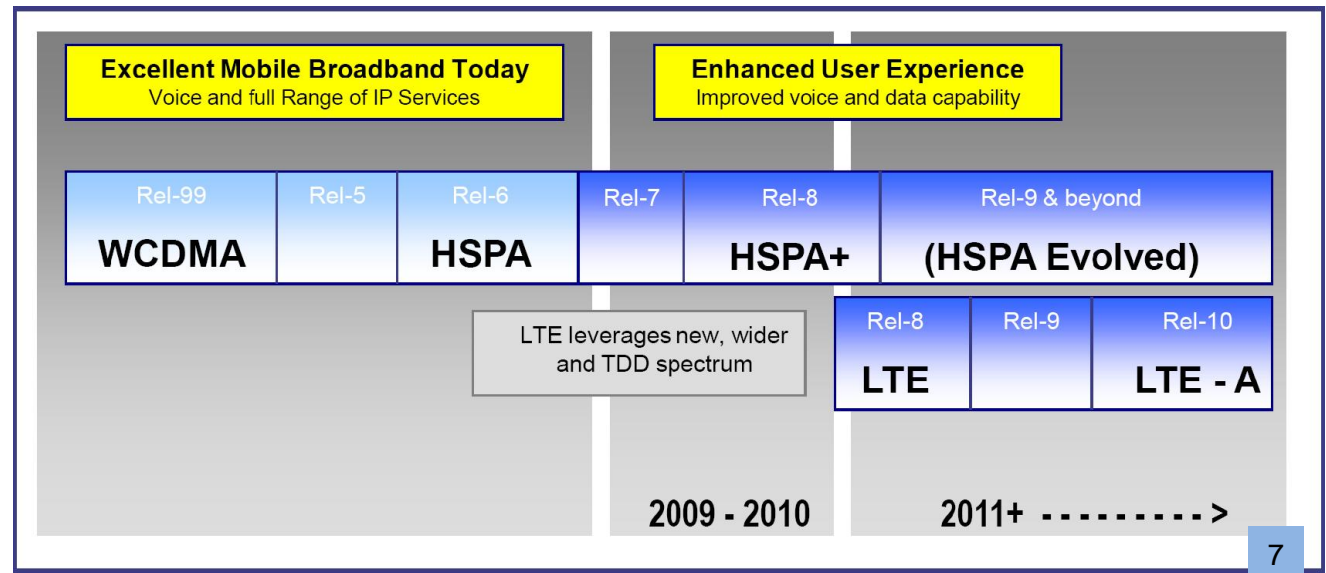 Excellent Mobile Broadband Today
Voice and full Range of IP Services
Enhanced User Experience
Improved voice and data capability
Rel-99
Rel-5
Rel-6
Rel-7
Rel-8
Rel-9 & beyond
WCDMA
HSPA
HSPA+
(HSPA Evolved)
LTE leverages new, wider
and TDD spectrum
Rel-8
Rel-9
Rel-10
LTE
LTE - A
2009 - 2010
2011+ - - - - - - - - - >
7